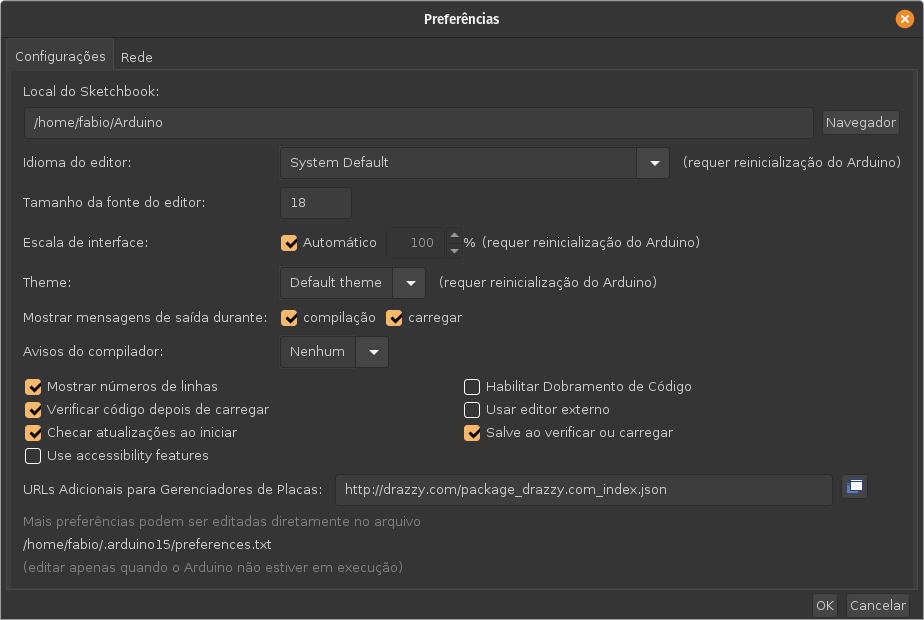 Preferências
Configurações Rede
Local do Sketchbook:
/home/fabio/Arduino Navegador
Idioma do editor: System Default (requer reinicialização do Arduino)
Tamanho da fonte do editor: 18
Escala de interface: Automático 100 % (requer reinicialização do Arduino)
Theme: Default theme (requer reinicialização do Arduino)
Mostrar mensagens de saída durante: compilação carregar
Avisos do compilador: Nenhum
Mostrar números de linhas Habilitar Dobramento de Código
Verificar código depois de carregar Usar editor externo
Checar atualizações ao iniciar Salve ao verificar ou carregar
Use accessibility features
URLs Adicionais para Gerenciadores de Placas: http://drazzy.com/package_drazzy.com_index.json
Mais preferências podem ser editadas diretamente no arquivo
/home/fabio/.arduino15/preferences.txt
(editar apenas quando o Arduino não estiver em execução)
OK Cancelar